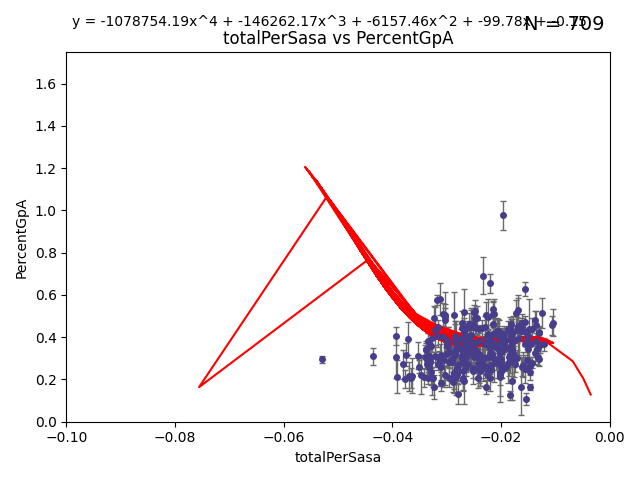 y = -1078754.19x^4 + -146262.17x^3 + -6157.46x^2 + -99.78x + -0.15
N = 709
totalPerSasa vs PercentGpA
PercentGpA
1.6
1.4
1.2
1.0
0.8
0.6
0.4
0.2
0.0
−0.10 −0.08 −0.06 −0.04 −0.02 0.00
totalPerSasa